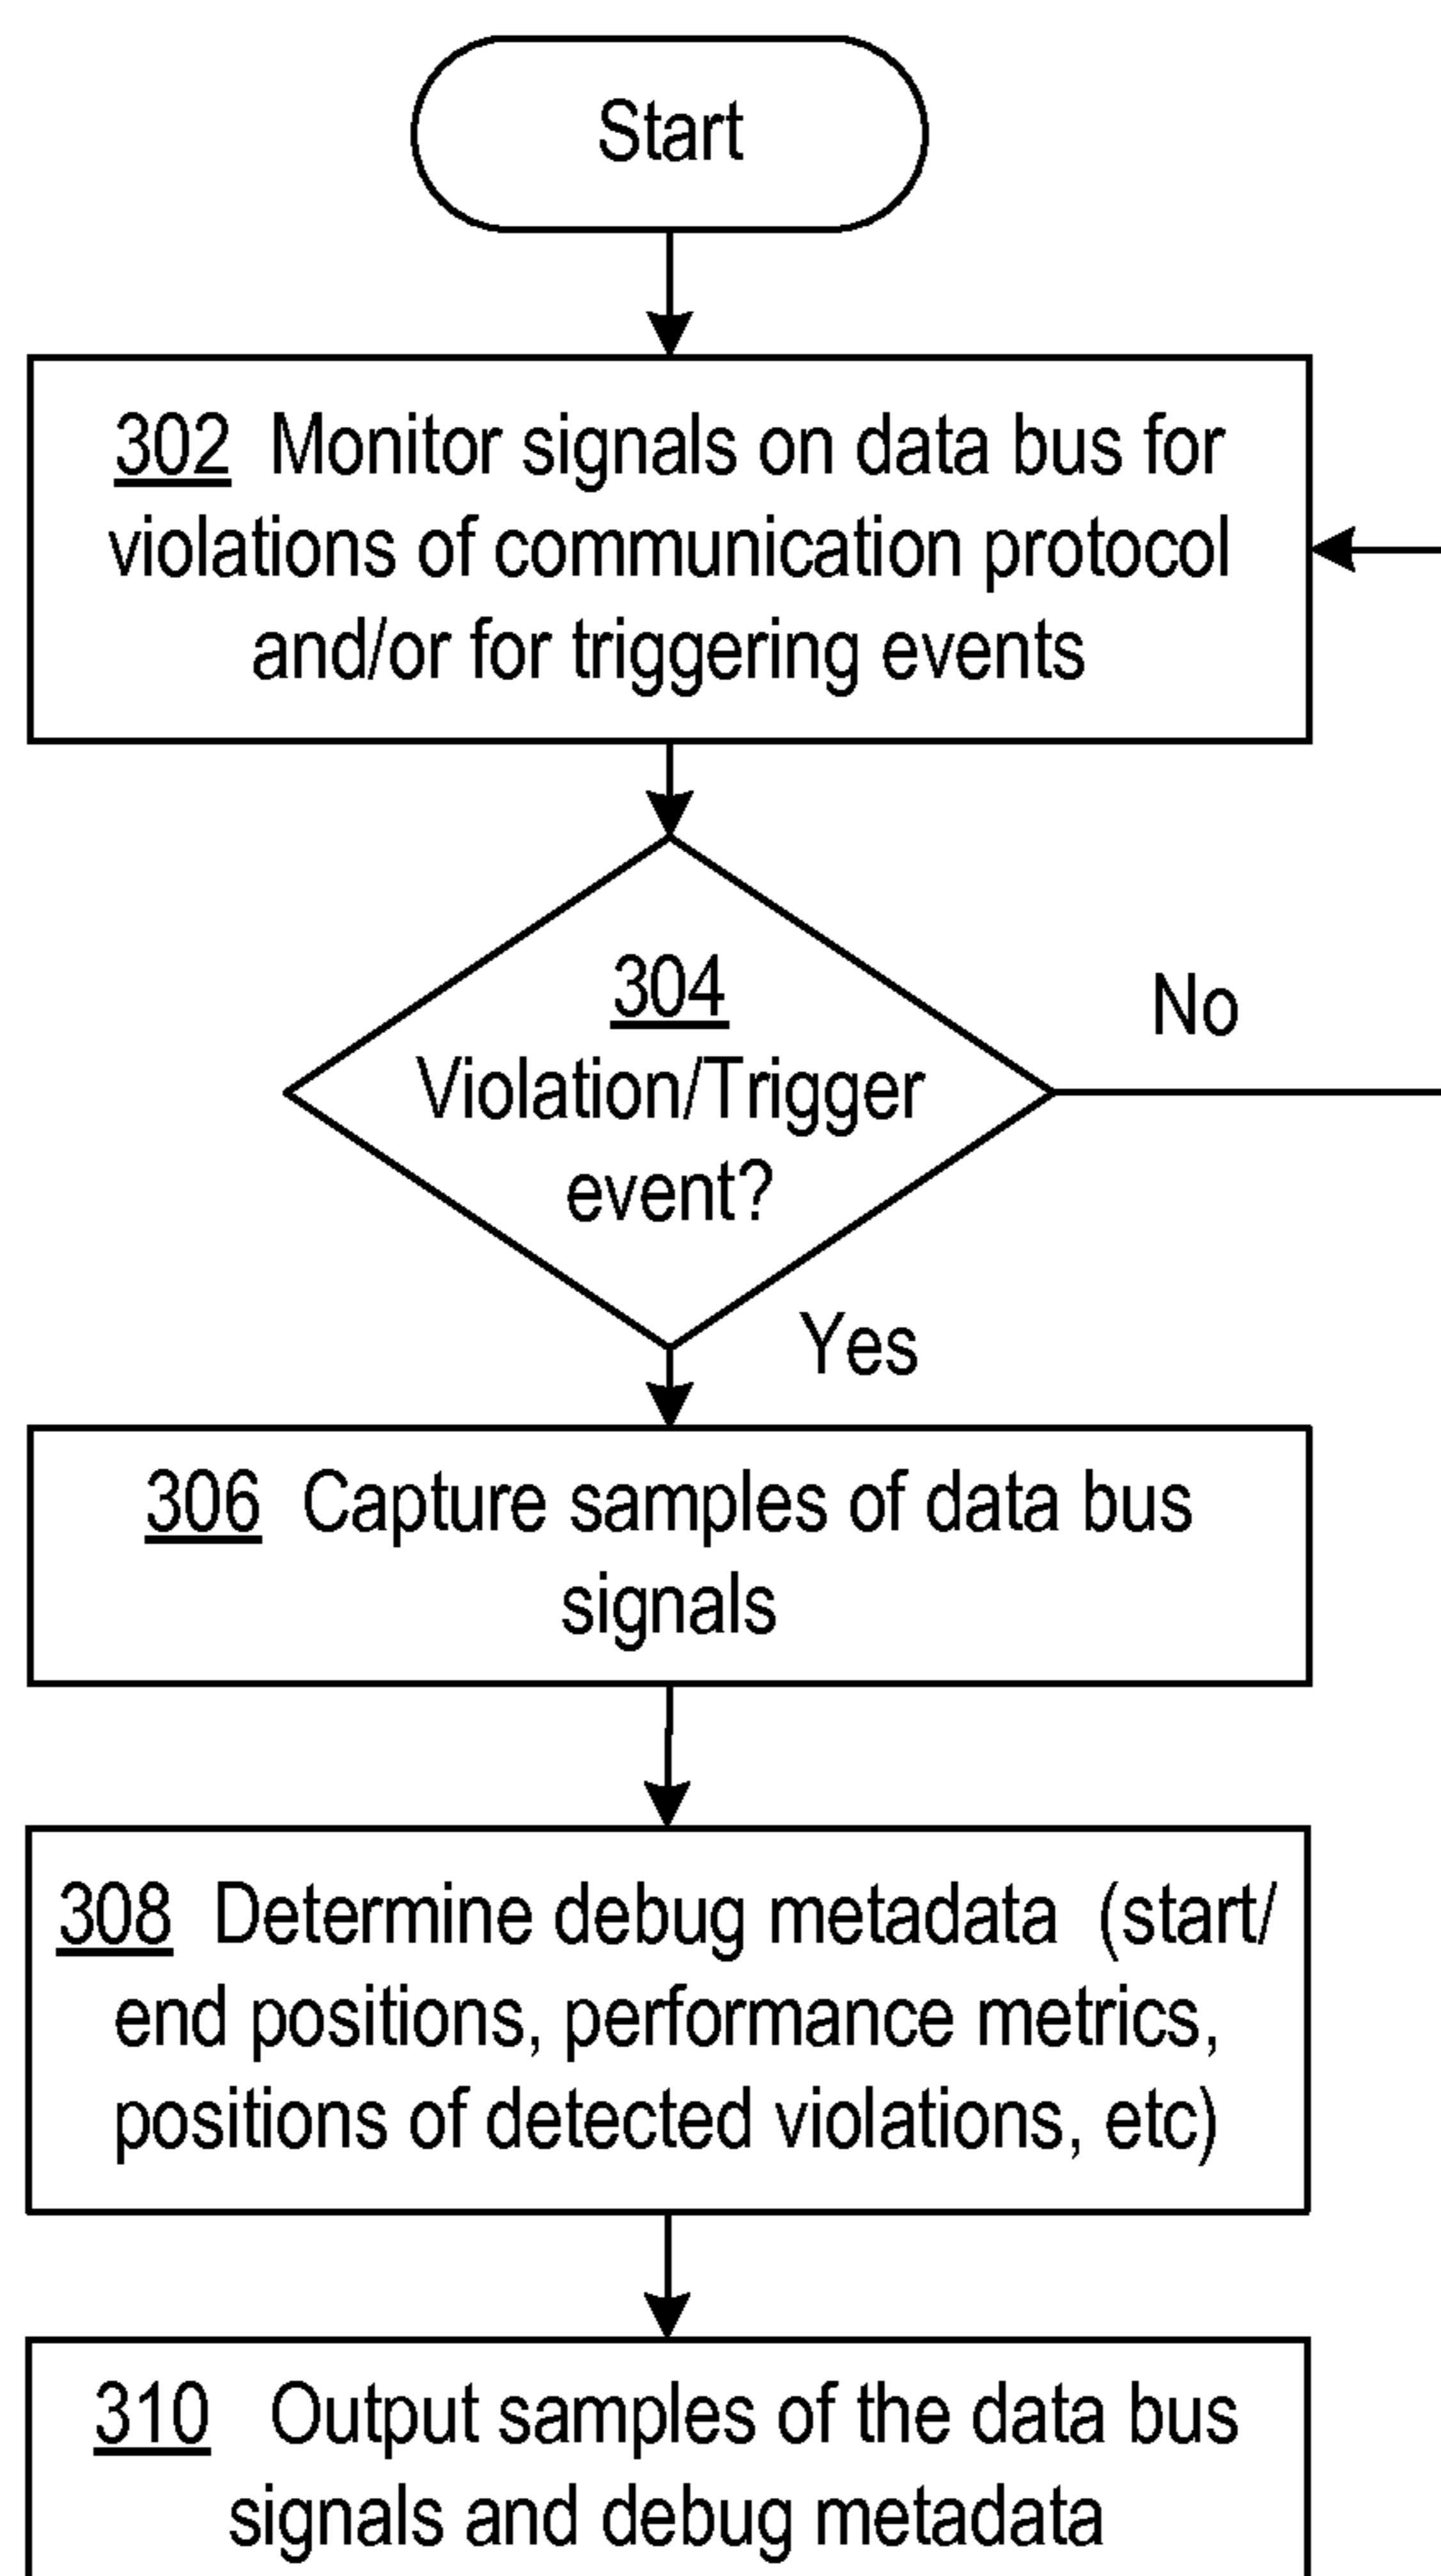 Start
302 Monitor signals on data bus for
violations of communication protocol
and/or for triggering events
304
Violation/Trigger
event?
No
Yes
306 Capture samples of data bus
signals
308 Determine debug metadata (start/
end positions, performance metrics,
positions of detected violations, etc)
310 Output samples of the data bus
signals and debug metadata